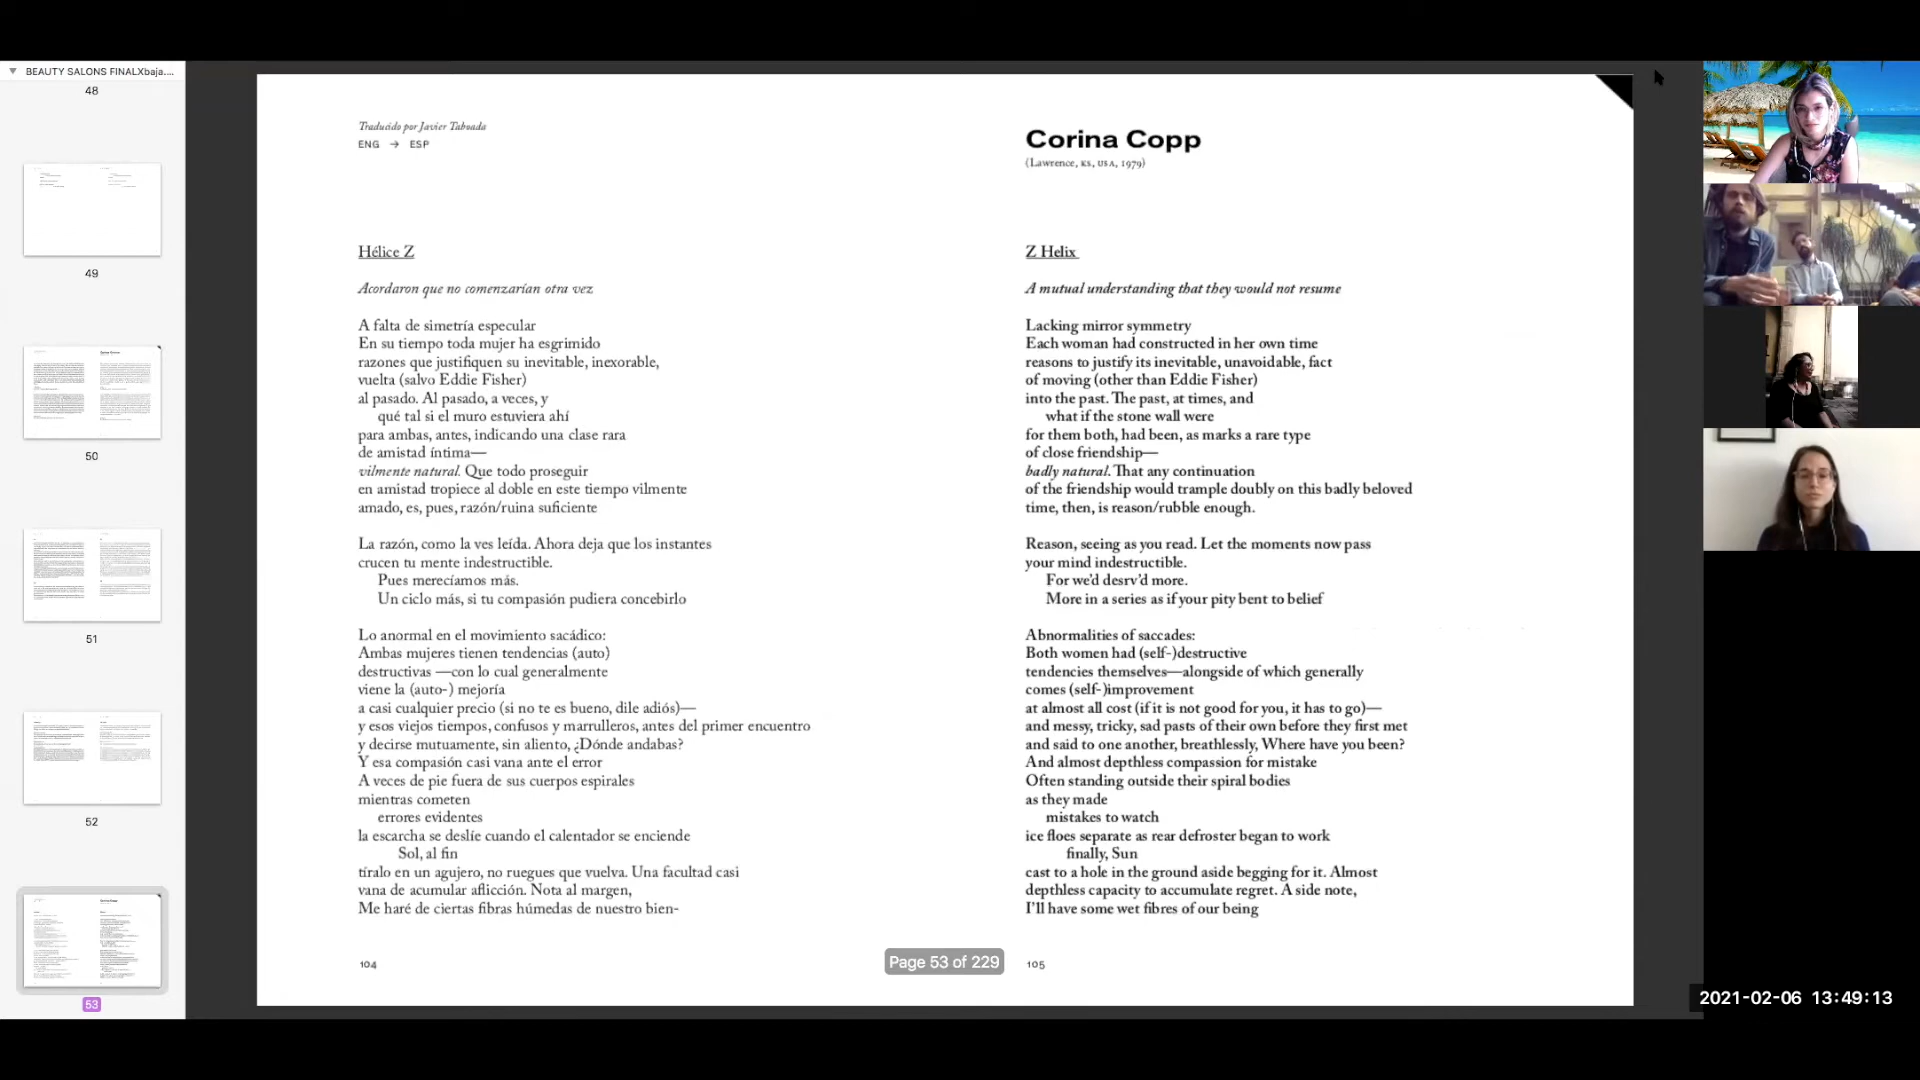 BEAUTY SALONS FINALXbaja....
48
49
50
51
52
53
Traducido por Javier Taboada
ENG → ESP
Hélice Z
Acordaron que no comenzarían otra vez
A falta de simetría especular
En su tiempo toda mujer ha esgrimido
razones que justifiquen su inevitable, inexorable,
vuelta (salvo Eddie Fisher)
al pasado. Al pasado, a veces, y
qué tal si el muro estuviera ahí
para ambas, antes, indicando una clase rara
de amistad íntima—
vilmente natural. Que todo proseguir
en amistad tropiece al doble en este tiempo vilmente
amado, es, pues, razón/ruina suficiente
La razón, como la ves leída. Ahora deja que los instantes
crucen tu mente indestructible.
Pues merecíamos más.
Un ciclo más, si tu compasión pudiera concebirlo
Lo anormal en el movimiento sacádico:
Ambas mujeres tienen tendencias (auto)
destructivas —con lo cual generalmente
viene la (auto-) mejoría
a casi cualquier precio (si no te es bueno, dile adiós)—
y esos viejos tiempos, confusos y marrulleros, antes del primer encuentro
y decirse mutuamente, sin aliento, ¿Dónde andabas?
Y esa compasión casi vana ante el error
A veces de pie fuera de sus cuerpos espirales
mientras cometen
errores evidentes
la escarcha se deslíe cuando el calentador se enciende
Sol, al fin
tíralo en un agujero, no ruegues que vuelva. Una facultad casi
vana de acumular aflicción. Nota al margen,
Me haré de ciertas fibras húmedas de nuestro bien-
104
Corina Copp
(Lawrence, KS, USA, 1979)
Z Helix
A mutual understanding that they would not resume
Lacking mirror symmetry
Each woman had constructed in her own time
reasons to justify its inevitable, unavoidable, fact
of moving (other than Eddie Fisher)
into the past. The past, at times, and
what if the stone wall were
for them both, had been, as marks a rare type
of close friendship—
badly natural. That any continuation
of the friendship would trample doubly on this badly beloved
time, then, is reason/rubble enough.
Reason, seeing as you read. Let the moments now pass
your mind indestructible.
For we'd desrv'd more.
More in a series as if your pity bent to belief
Abnormalities of saccades:
Both women had (self-)destructive
tendencies themselves—alongside of which generally
comes (self-)improvement
at almost all cost (if it is not good for you, it has to go)—
and messy, tricky, sad pasts of their own before they first met
and said to one another, breathlessly, Where have you been?
And almost depthless compassion for mistake
Often standing outside their spiral bodies
as they made
mistakes to watch
ice floes separate as rear defroster began to work
finally, Sun
cast to a hole in the ground aside begging for it. Almost
depthless capacity to accumulate regret. A side note,
I'll have some wet fibres of our being
105
Page 53 of 229
2021-02-06 13:49:13